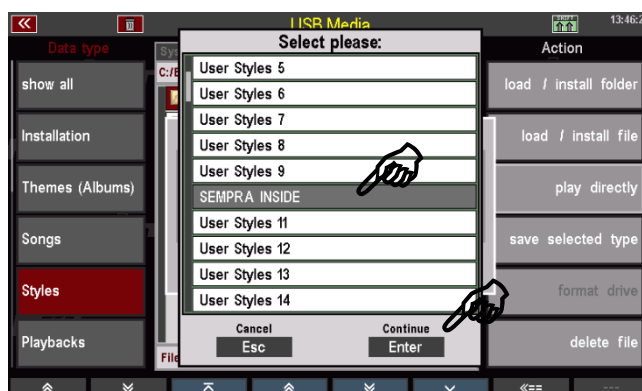 USB Media
13:46:2
Data type
Sys
Select please:
Action
C:/E
show all
Installation
Themes (Albums)
Songs
Styles
Playbacks
User Styles 5
User Styles 6
User Styles 7
User Styles 8
User Styles 9
SEMPRA INSIDE
User Styles 11
User Styles 12
User Styles 13
User Styles 14
Cancel
Esc
Continue
Enter
File
load / install folder
load / install file
play directly
save selected type
format drive
delete file